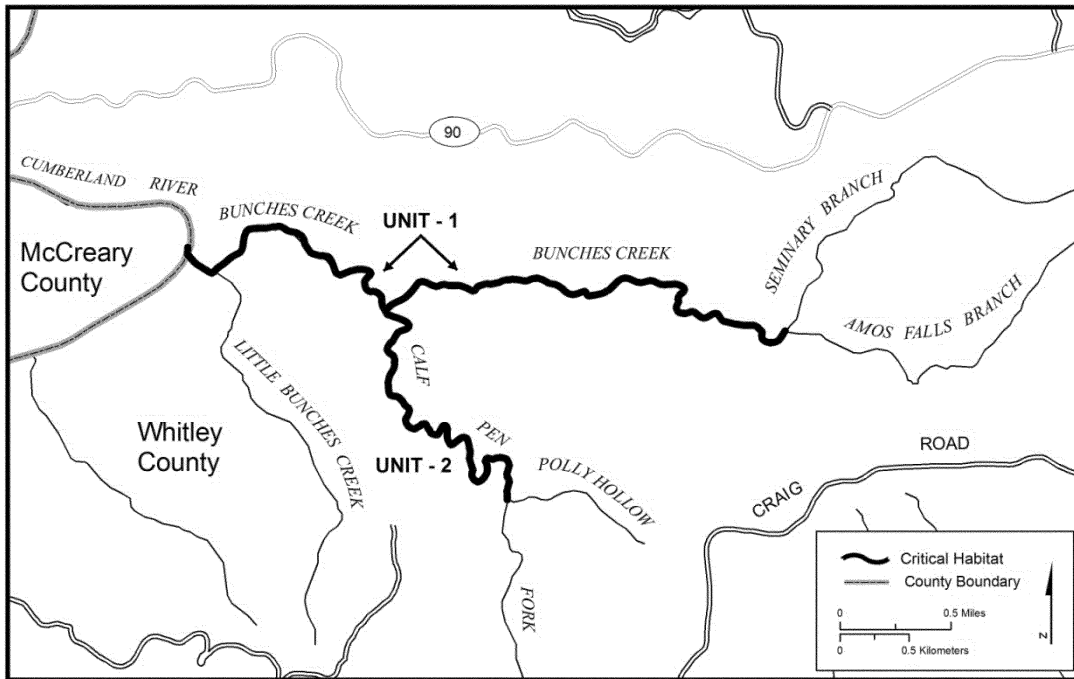 90
CUMBERLAND RIVER
BUNCHES CREEK
UNIT - 1
SEMINARY BRANCH
McCreary
County
BUNCHES CREEK
AMOS FALLS BRANCH
LITTLE BUNCHES CREEK
CALF
Whitley
County
PEN
UNIT - 2
POLLY HOLLOW
ROAD
CRAIG
FORK
Critical Habitat
County Boundary
0 0.5 Miles
0 0.5 Kilometers
N